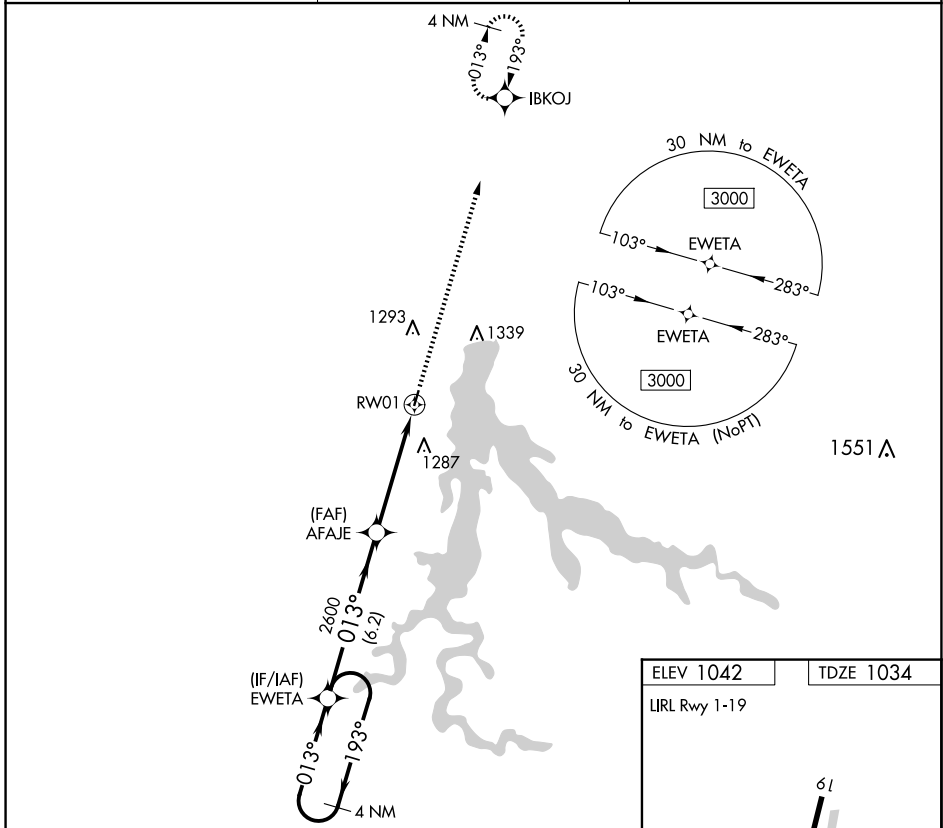 4 NM
013°
193°
IBKOJ
30 NM to EWETA
3000
103°
EWETA
283°
103°
EWETA
283°
3000
30 NM to EWETA (NoPT)
1293
1339
RW01
1287
1551
(FAF)
AFAJE
2600
013°
(6.2)
(IF/IAF)
EWETA
013°
193°
4 NM
ELEV 1042
TDZE 1034
LIRL Rwy 1-19
19